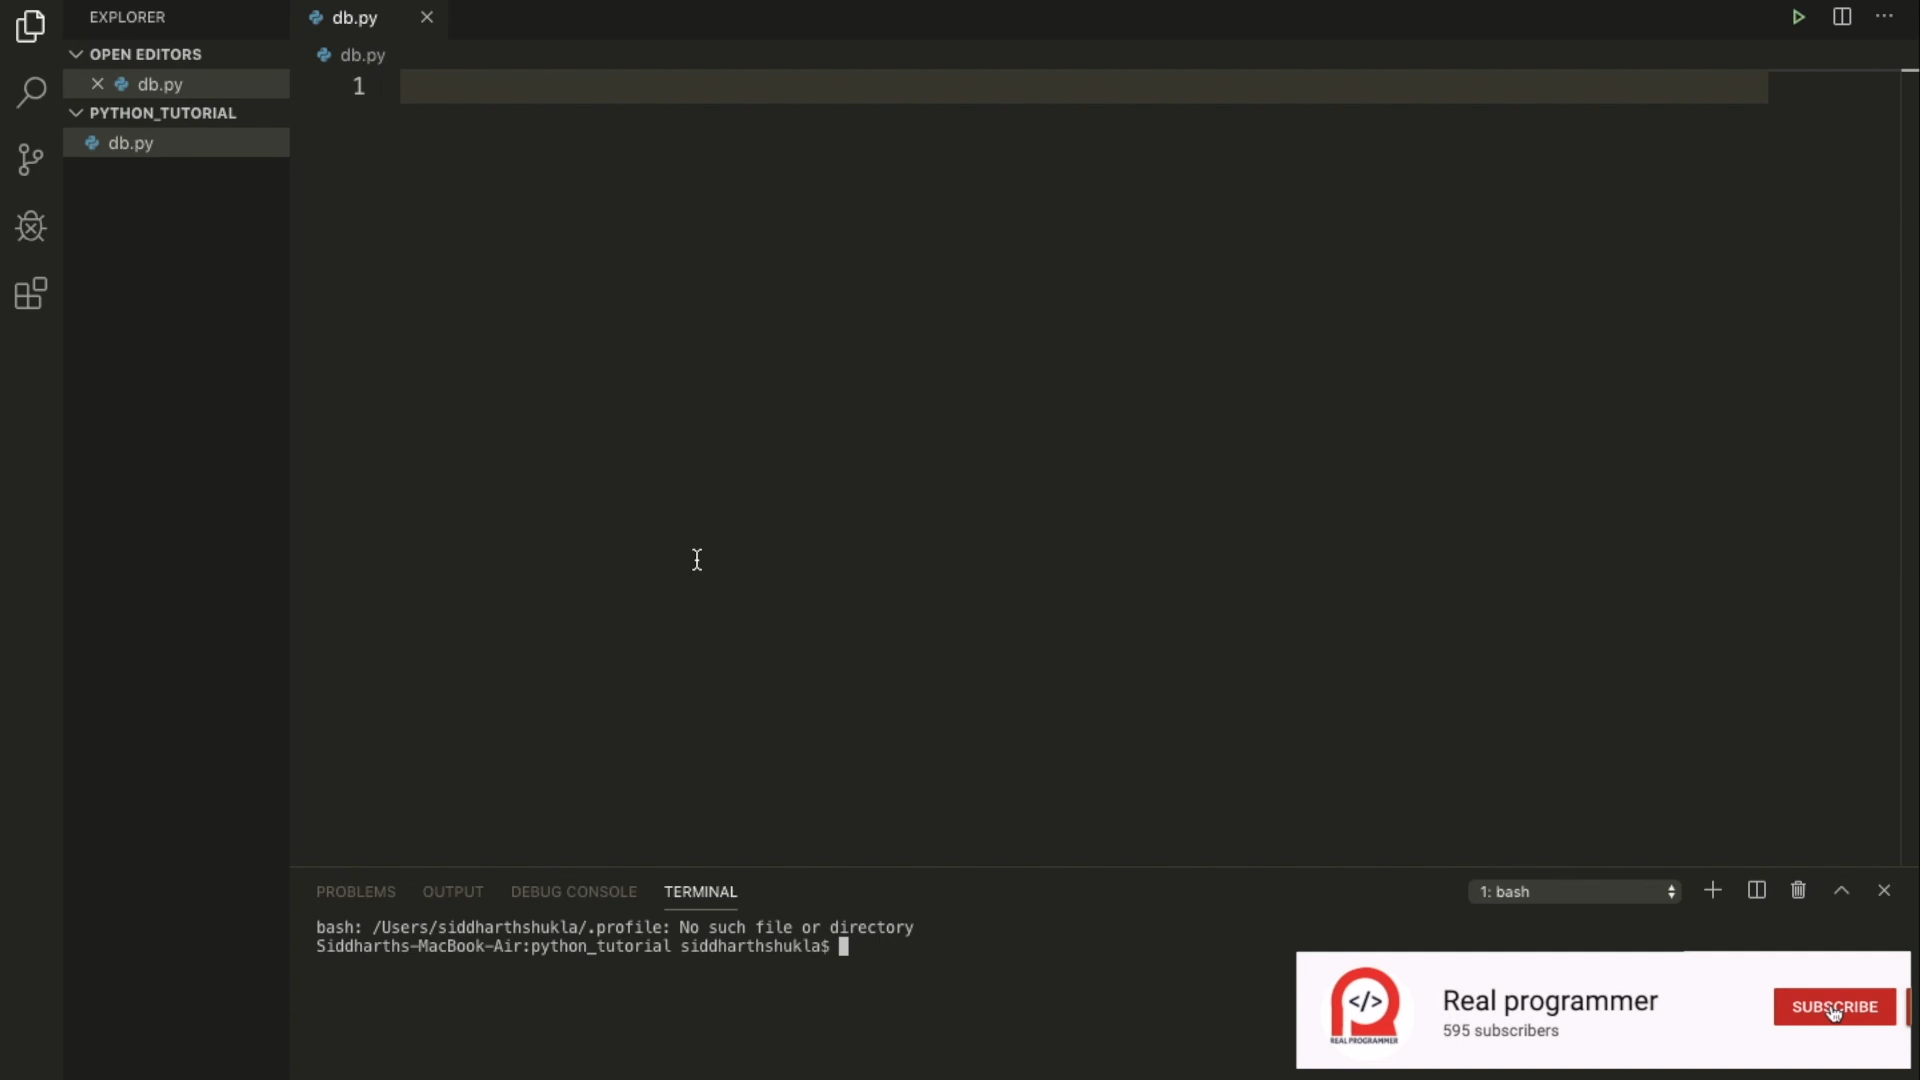 EXPLORER
OPEN EDITORS
db.py
PYTHON_TUTORIAL
db.py
db.py
db.py
1
PROBLEMS OUTPUT DEBUG CONSOLE TERMINAL
1: bash
bash: /Users/siddharthshukla/.profile: No such file or directory
Siddharths-MacBook-Air:python_tutorial siddharthshukla$
</>
REAL PROGRAMMER
Real programmer
595 subscribers
SUBSCRIBE